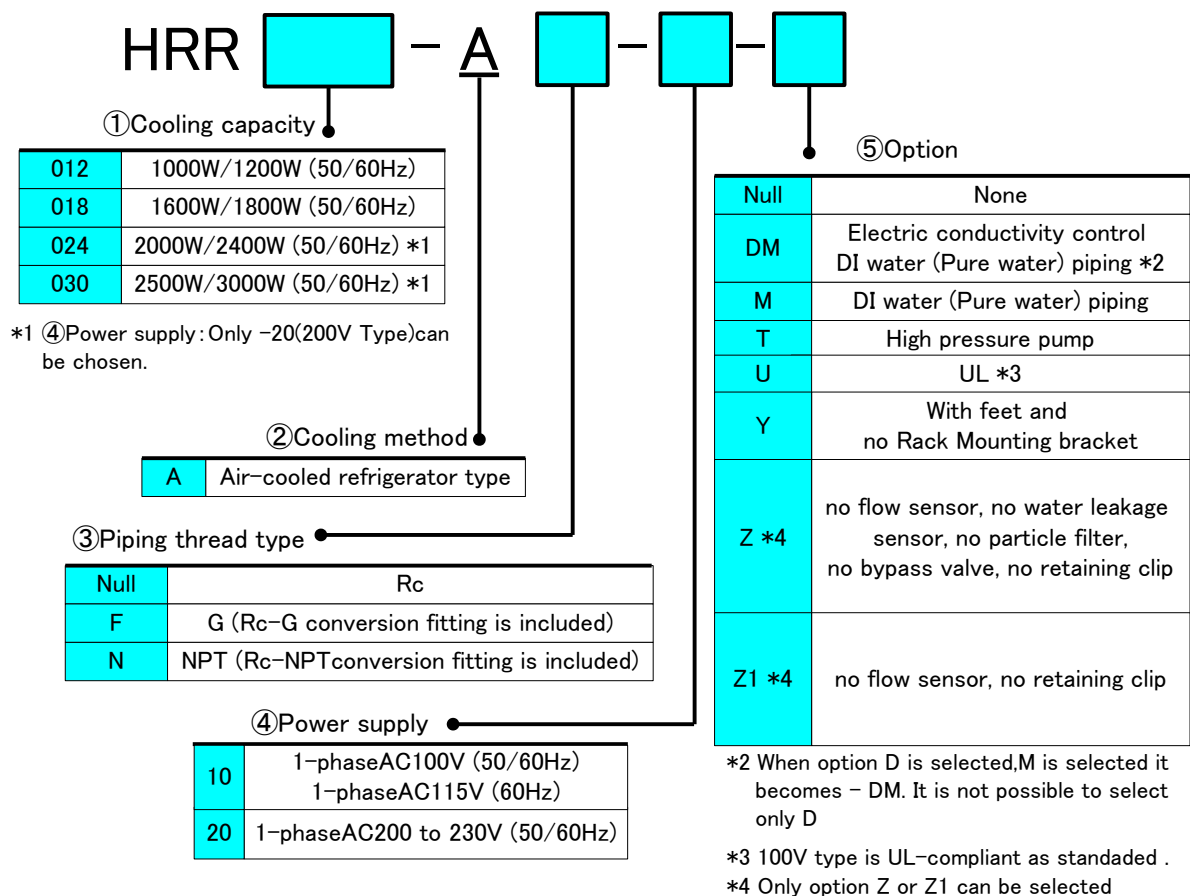 HRR - A - -
①Cooling capacity
012 1000W/1200W (50/60Hz)
018 1600W/1800W (50/60Hz)
024 2000W/2400W (50/60Hz) *1
030 2500W/3000W (50/60Hz) *1
*1 ④Power supply:Only -20(200V Type)can
be chosen.
②Cooling method
A Air-cooled refrigerator type
③Piping thread type
Null Rc
F G (Rc-G conversion fitting is included)
N NPT (Rc-NPTconversion fitting is included)
④Power supply
10 1-phaseAC100V (50/60Hz)
1-phaseAC115V (60Hz)
20 1-phaseAC200 to 230V (50/60Hz)
⑤Option
Null None
DM Electric conductivity control
DI water (Pure water) piping *2
M DI water (Pure water) piping
T High pressure pump
U UL *3
Y With feet and
no Rack Mounting bracket
Z *4 no flow sensor, no water leakage
sensor, no particle filter,
no bypass valve, no retaining clip
Z1 *4 no flow sensor, no retaining clip
*2 When option D is selected,M is selected it
becomes - DM. It is not possible to select
only D
*3 100V type is UL-compliant as standaded .
*4 Only option Z or Z1 can be selected